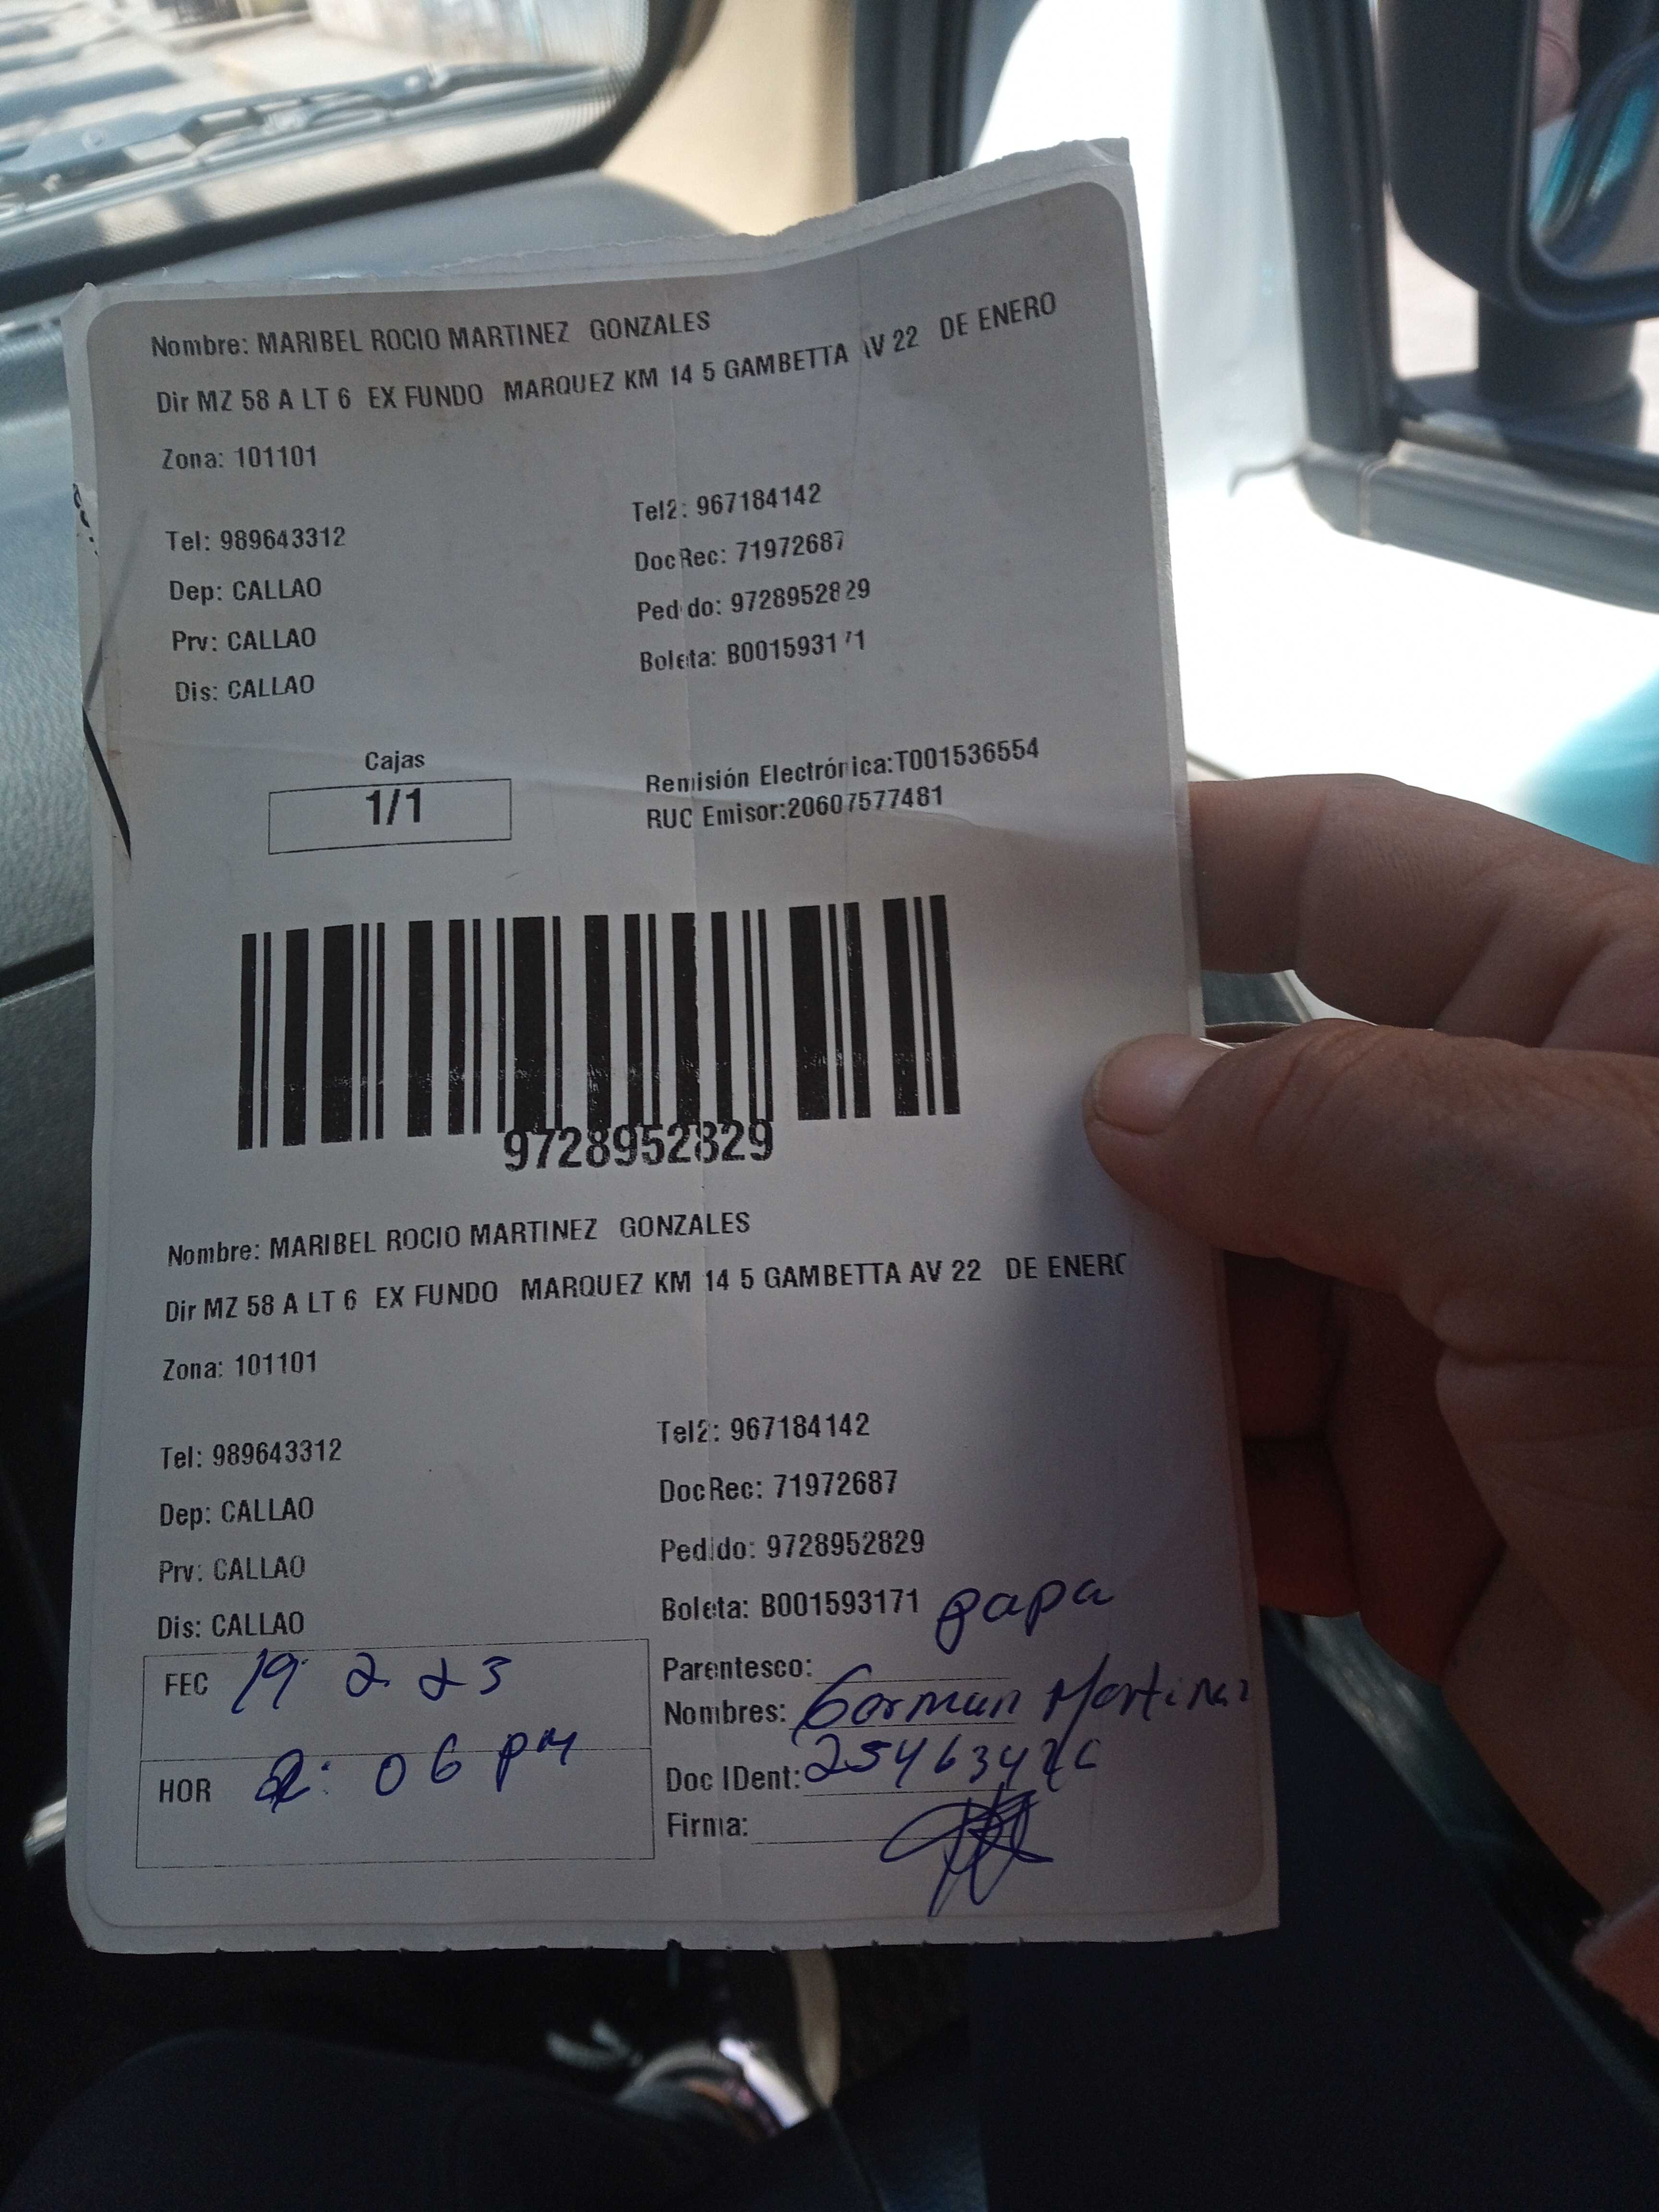 Nombre: MARIBEL ROCIO MARTINEZ GONZALES
Dir MZ 58 A LT 6 EX FUNDO MARQUEZ KM 14 5 GAMBETTA AV 22 DE ENERO
Zona: 101101
Tel: 989643312
Tel2: 967184142
Dep: CALLAO
DocRec: 71972687
Prv: CALLAO
Pedido: 9728952829
Dis: CALLAO
Boleta: B001593171
Cajas
1/1
Remisión Electrónica:T001536554
RUC Emisor:20607577481
9728952829
Nombre: MARIBEL ROCIO MARTINEZ GONZALES
Dir MZ 58 A LT 6 EX FUNDO MARQUEZ KM 14 5 GAMBETTA AV 22 DE ENERO
Zona: 101101
Tel: 989643312
Tel2: 967184142
Dep: CALLAO
DocRec: 71972687
Prv: CALLAO
Pedido: 9728952829
Dis: CALLAO
Boleta: B001593171
FEC 19 2 23
Parentesco: papa
Nombres: German Martinez
HOR 2:06 pm
Doc IDent:
Firma: